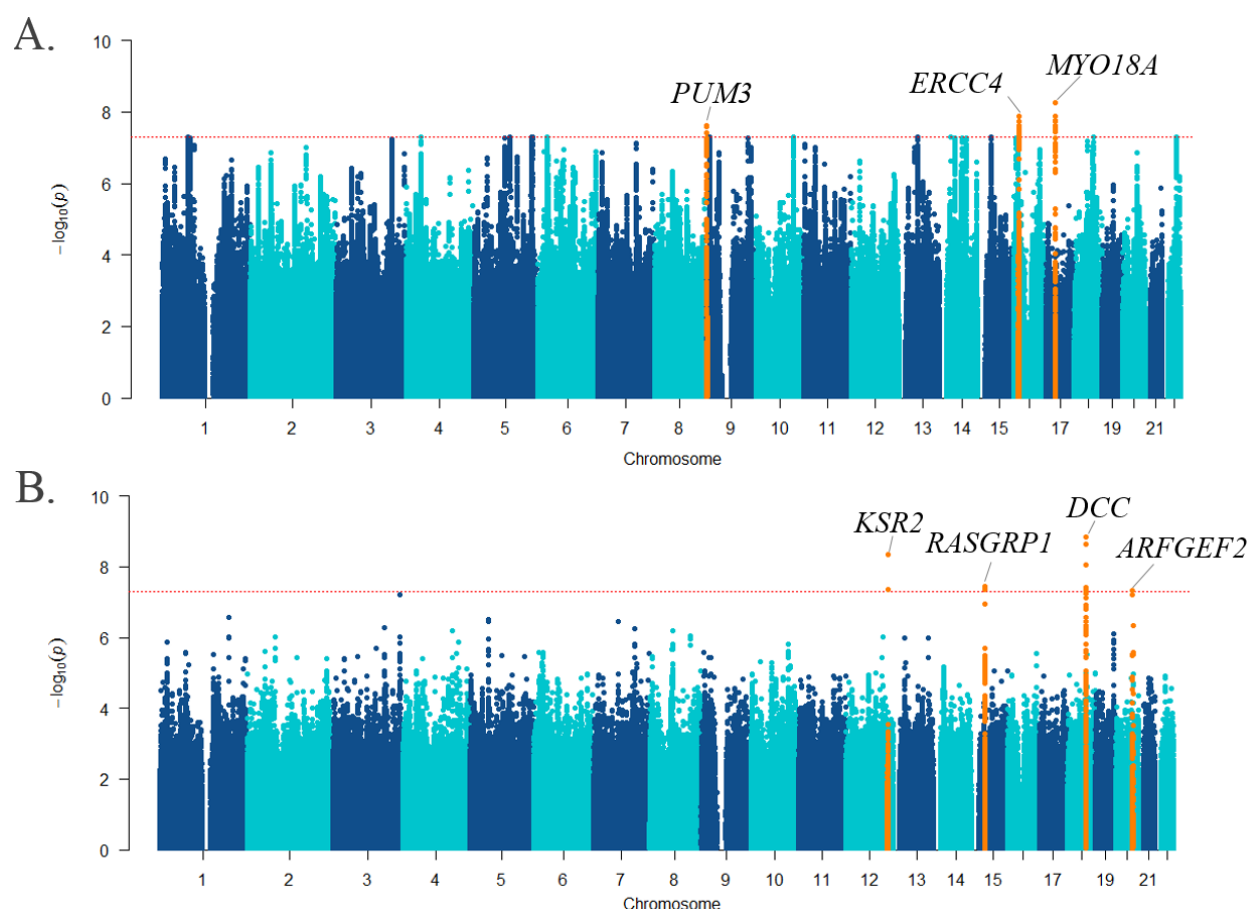 A.
10
8
6
4
2
0
−log₁₀(p)
PUM3
ERCC4
MYO18A
1 2 3 4 5 6 7 8 9 10 11 12 13 14 15 17 19 21
Chromosome
B.
10
8
6
4
2
0
−log₁₀(p)
KSR2
RASGRP1
DCC
ARFGEF2
1 2 3 4 5 6 7 8 9 10 11 12 13 14 15 17 19 21
Chromosome